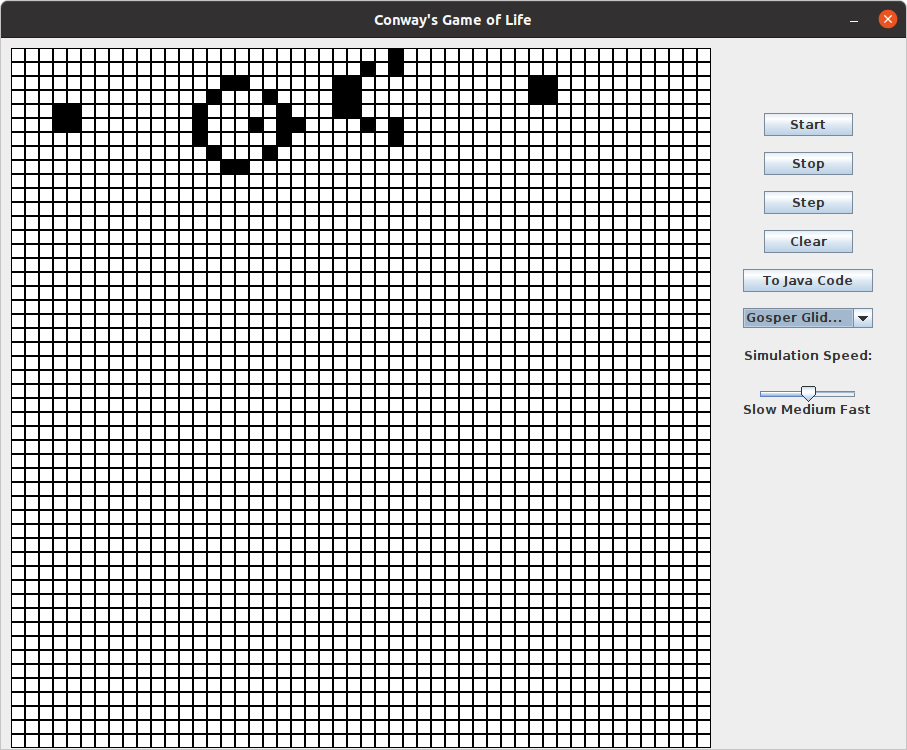 Conway's Game of Life
Start
Stop
Step
Clear
To Java Code
Gosper Glid...
Simulation Speed:
Slow Medium Fast